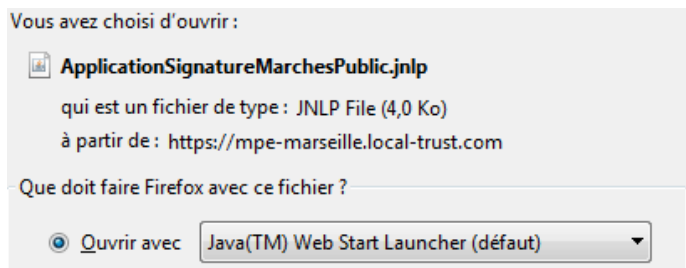 Vous avez choisi d'ouvrir :
ApplicationSignatureMarchesPublic.jnlp
qui est un fichier de type : JNLP File (4,0 Ko)
à partir de : https://mpe-marseille.local-trust.com
Que doit faire Firefox avec ce fichier ?
Ouvrir avec Java(TM) Web Start Launcher (défaut)